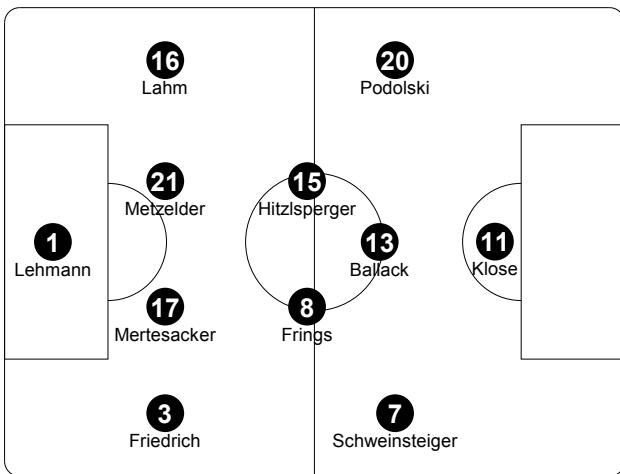 16
Lahm
20
Podolski
21
Metzelder
15
Hitzlsperger
1
Lehmann
13
Ballack
11
Klose
17
Mertesacker
8
Frings
3
Friedrich
7
Schweinsteiger